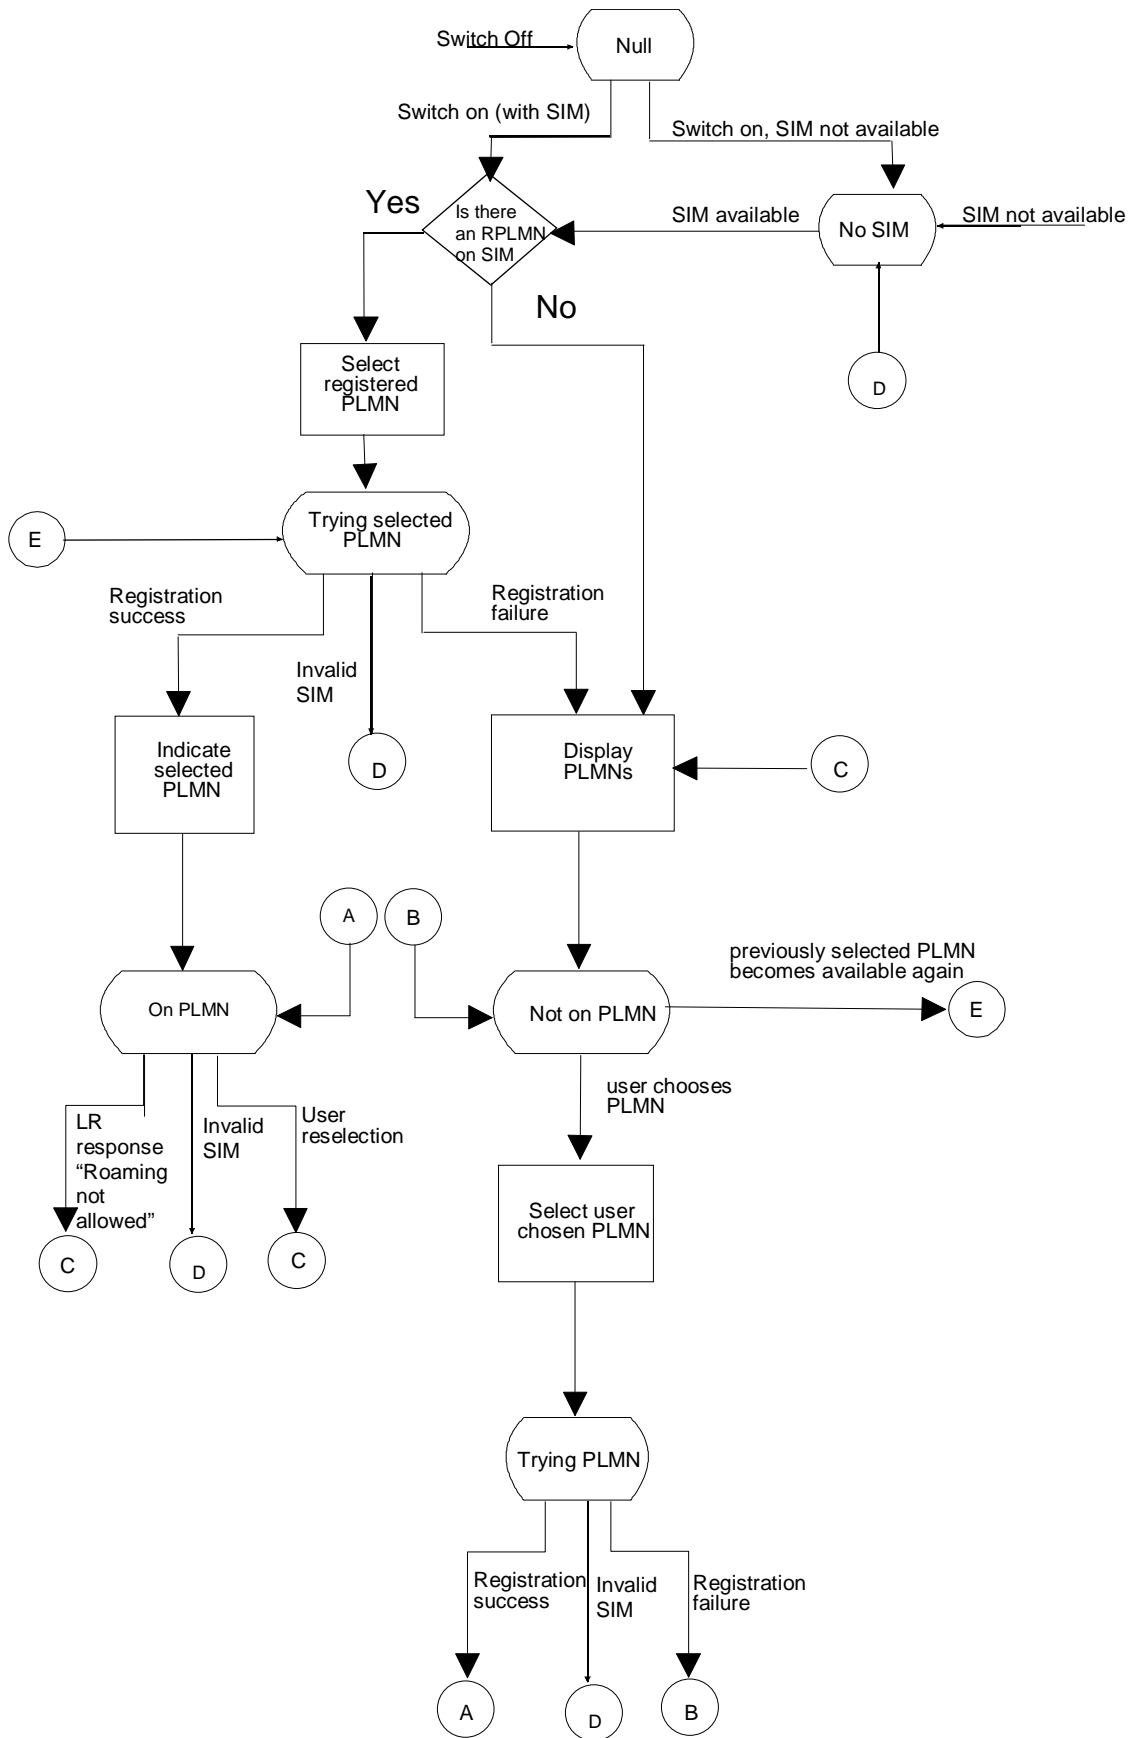 Switch Off
Null
Switch on (with SIM)
Switch on, SIM not available
Yes
Is there
an RPLMN
on SIM
SIM available
No SIM
SIM not available
No
Select
registered
PLMN
D
Trying selected
PLMN
E
Registration
success
Registration
failure
Invalid
SIM
Indicate
selected
PLMN
D
Display
PLMNs
C
A
B
previously selected PLMN
becomes available again
On PLMN
Not on PLMN
E
user chooses
PLMN
LR
response
“Roaming
not
allowed”
Invalid
SIM
User
reselection
Select user
chosen PLMN
C
D
C
Trying PLMN
Registration
success
Invalid
SIM
Registration
failure
A
D
B